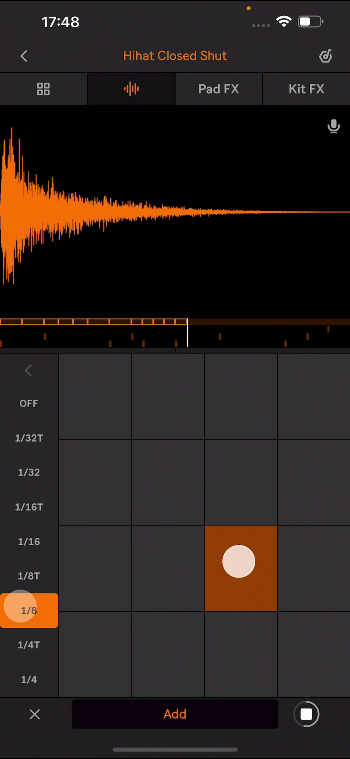 17:48
Hihat Closed Shut
Pad FX
Kit FX
OFF
1/32T
1/32
1/16T
1/16
1/8T
1/8
1/4T
1/4
Add